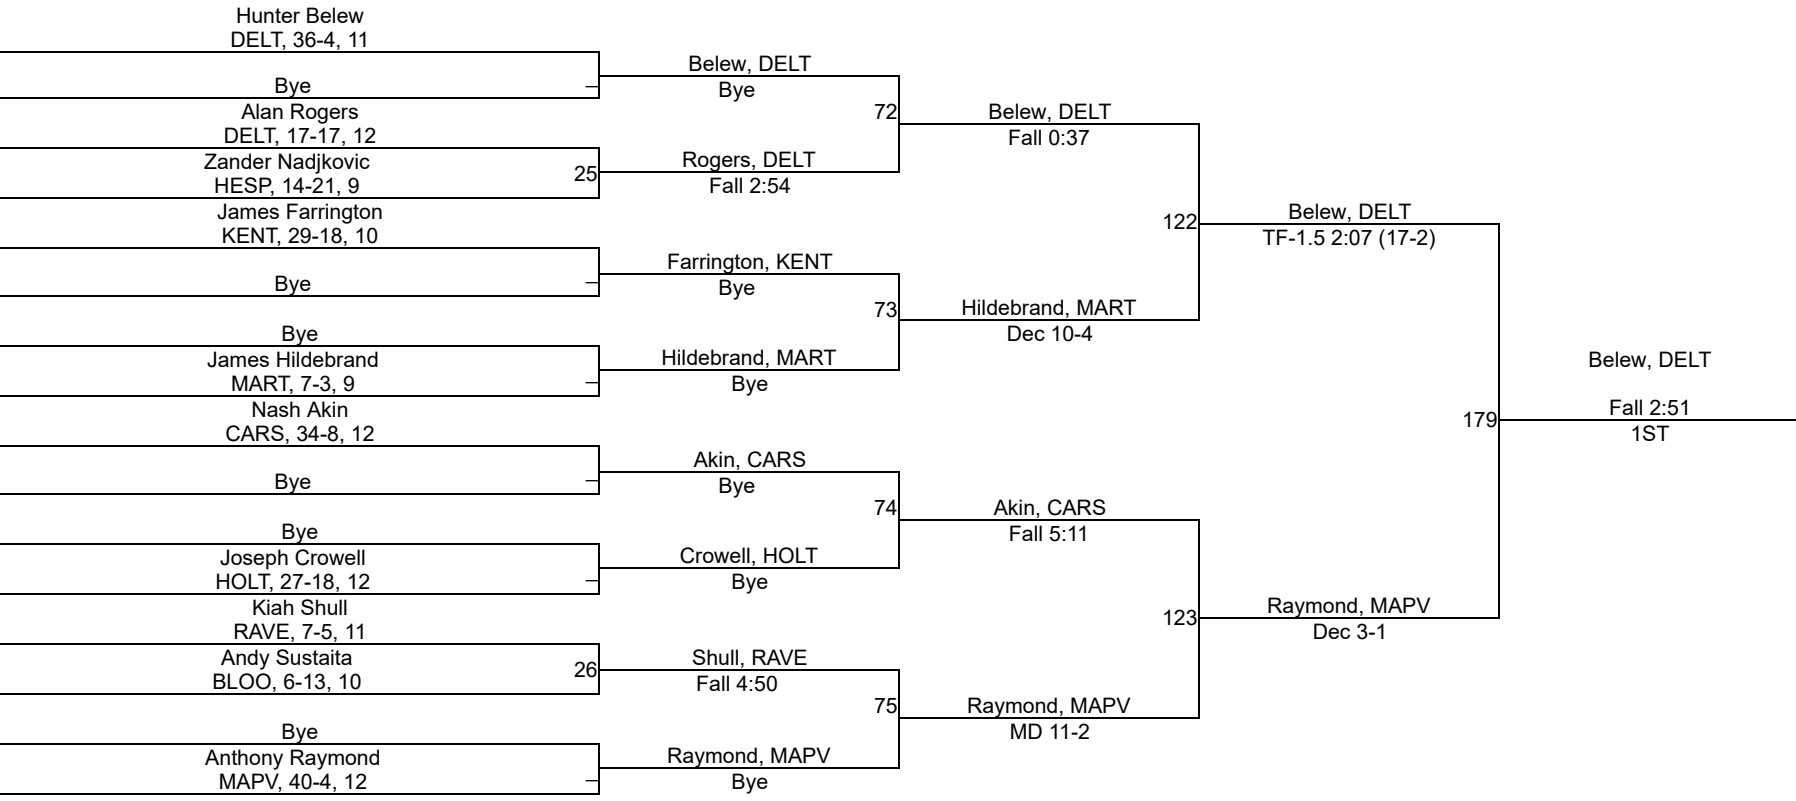 Hunter Belew
DELT, 36-4, 11
Bye
Alan Rogers
DELT, 17-17, 12
Zander Nadjkovic
HESP, 14-21, 9
25
James Farrington
KENT, 29-18, 10
Bye
Bye
James Hildebrand
MART, 7-3, 9
Nash Akin
CARS, 34-8, 12
Bye
Bye
Joseph Crowell
HOLT, 27-18, 12
Kiah Shull
RAVE, 7-5, 11
Andy Sustaita
BLOO, 6-13, 10
26
Bye
Anthony Raymond
MAPV, 40-4, 12
Belew, DELT
Bye
72
Rogers, DELT
Fall 2:54
Farrington, KENT
Bye
73
Hildebrand, MART
Bye
Akin, CARS
Bye
74
Crowell, HOLT
Bye
Shull, RAVE
Fall 4:50
75
Raymond, MAPV
Bye
Belew, DELT
Fall 0:37
122
Hildebrand, MART
Dec 10-4
Akin, CARS
Fall 5:11
123
Raymond, MAPV
MD 11-2
Belew, DELT
TF-1.5 2:07 (17-2)
179
Raymond, MAPV
Dec 3-1
Belew, DELT
Fall 2:51
1ST